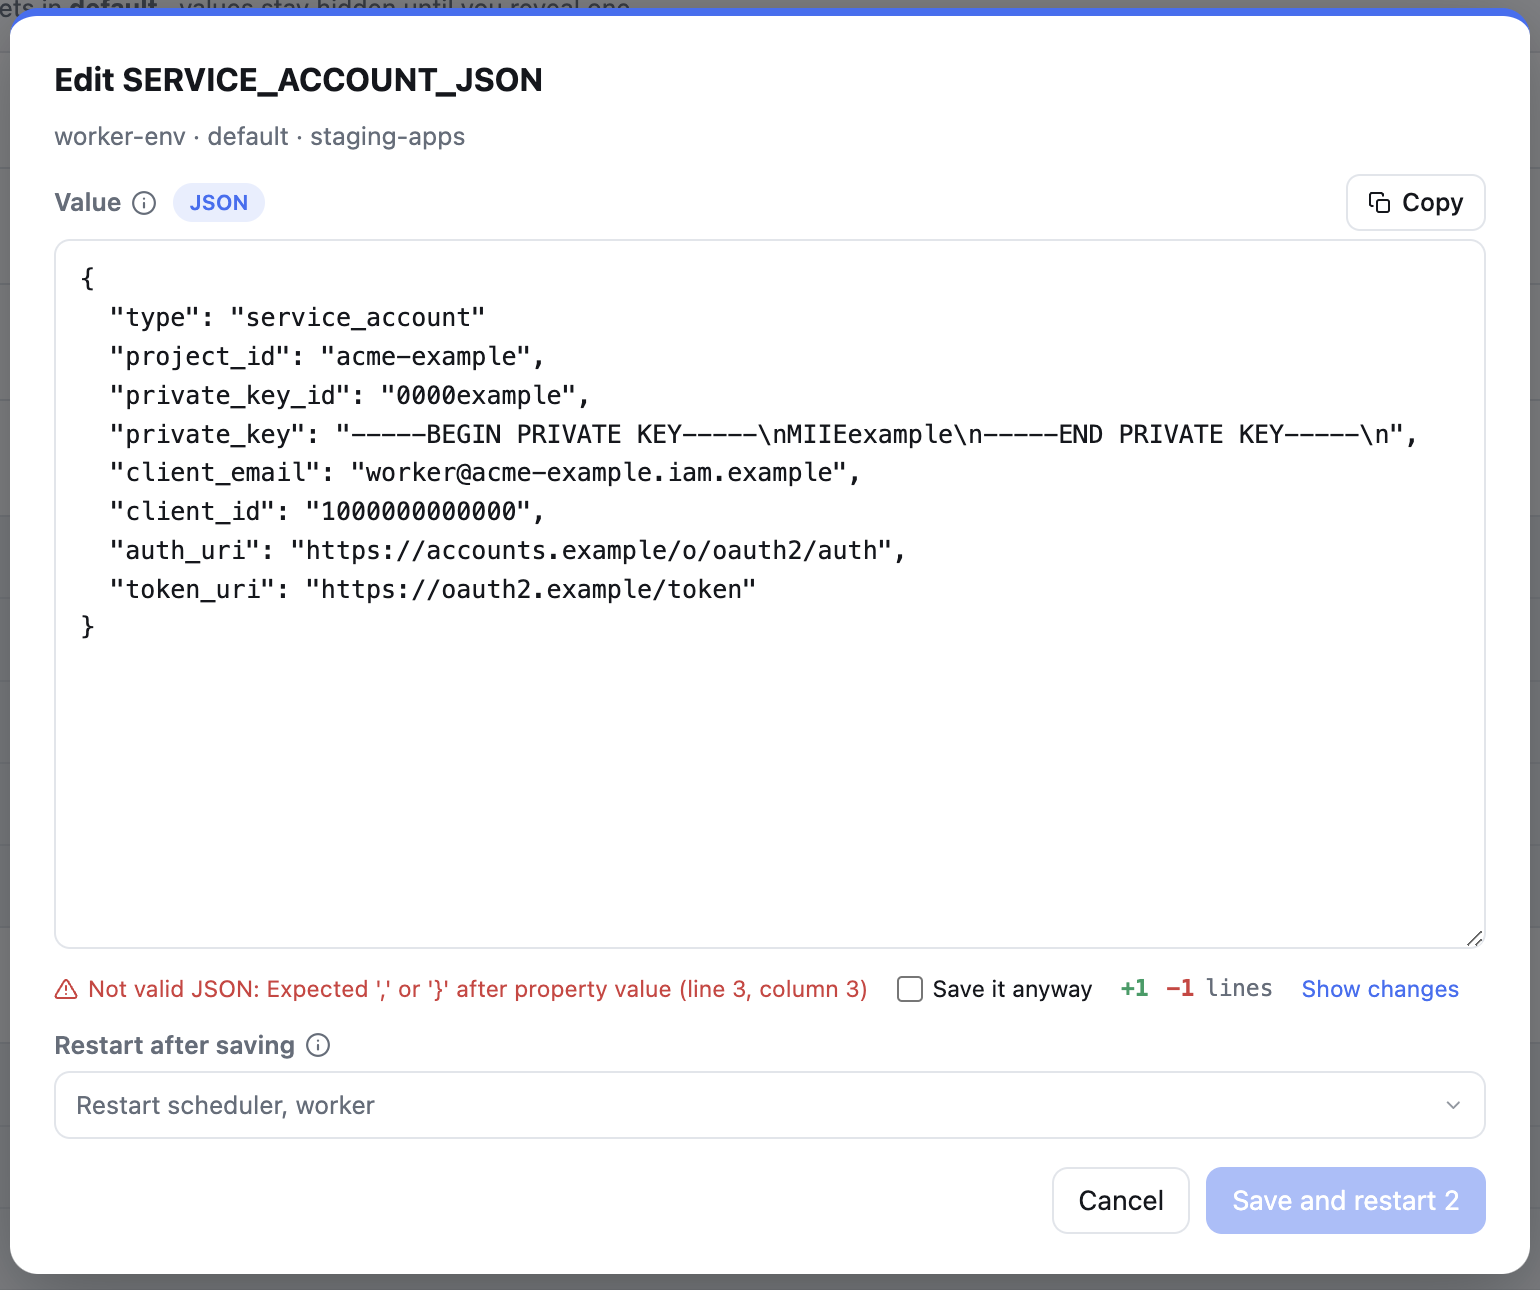 Edit SERVICE_ACCOUNT_JSON
worker-env · default · staging-apps
Value JSON Copy
{
  "type": "service_account"
  "project_id": "acme-example",
  "private_key_id": "0000example",
  "private_key": "-----BEGIN PRIVATE KEY-----\nMIIEexample\n-----END PRIVATE KEY-----\n",
  "client_email": "worker@acme-example.iam.example",
  "client_id": "1000000000000",
  "auth_uri": "https://accounts.example/o/oauth2/auth",
  "token_uri": "https://oauth2.example/token"
}
Not valid JSON: Expected ',' or '}' after property value (line 3, column 3) Save it anyway +1 −1 lines Show changes
Restart after saving
Restart scheduler, worker
Cancel Save and restart 2